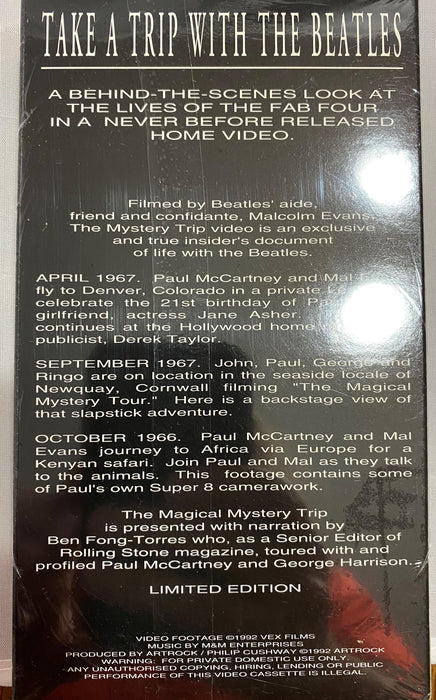 TAKE A TRIP WITH THE BEATLES
A BEHIND-THE-SCENES LOOK AT
THE LIVES OF THE FAB FOUR
IN A NEVER BEFORE RELEASED
HOME VIDEO.
Filmed by Beatles' aide,
friend and confidante, Malcolm Evans,
The Mystery Trip video is an exclusive
and true insider's document
of life with the Beatles.
APRIL 1967. Paul McCartney and Mal
fly to Denver, Colorado in a private
celebrate the 21st birthday of
girlfriend, actress Jane Asher.
continues at the Hollywood home
publicist, Derek Taylor.
SEPTEMBER 1967. John, Paul, George and
Ringo are on location in the seaside locale of
Newquay, Cornwall filming "The Magical
Mystery Tour." Here is a backstage view of
that slapstick adventure.
OCTOBER 1966. Paul McCartney and Mal
Evans journey to Africa via Europe for a
Kenyan safari. Join Paul and Mal as they talk
to the animals. This footage contains some
of Paul's own Super 8 camerawork.
The Magical Mystery Trip
is presented with narration by
Ben Fong-Torres who, as a Senior Editor of
Rolling Stone magazine, toured with and
profiled Paul McCartney and George Harrison.
LIMITED EDITION
VIDEO FOOTAGE ©1992 VEX FILMS
MUSIC BY M&M ENTERPRISES
PRODUCED BY ARTROCK / PHILIP CUSHWAY ©1992 ARTROCK
WARNING: FOR PRIVATE DOMESTIC USE ONLY.
ANY UNAUTHORISED COPYING, HIRING, LENDING OR PUBLIC
PERFORMANCE OF THIS VIDEO CASSETTE IS ILLEGAL.